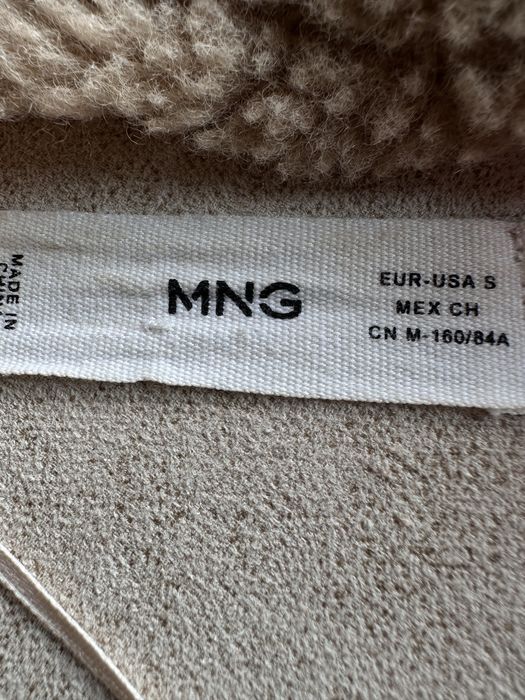 MADE IN
CHINA
MNG
EUR-USA S
MEX CH
CN M-160/84A